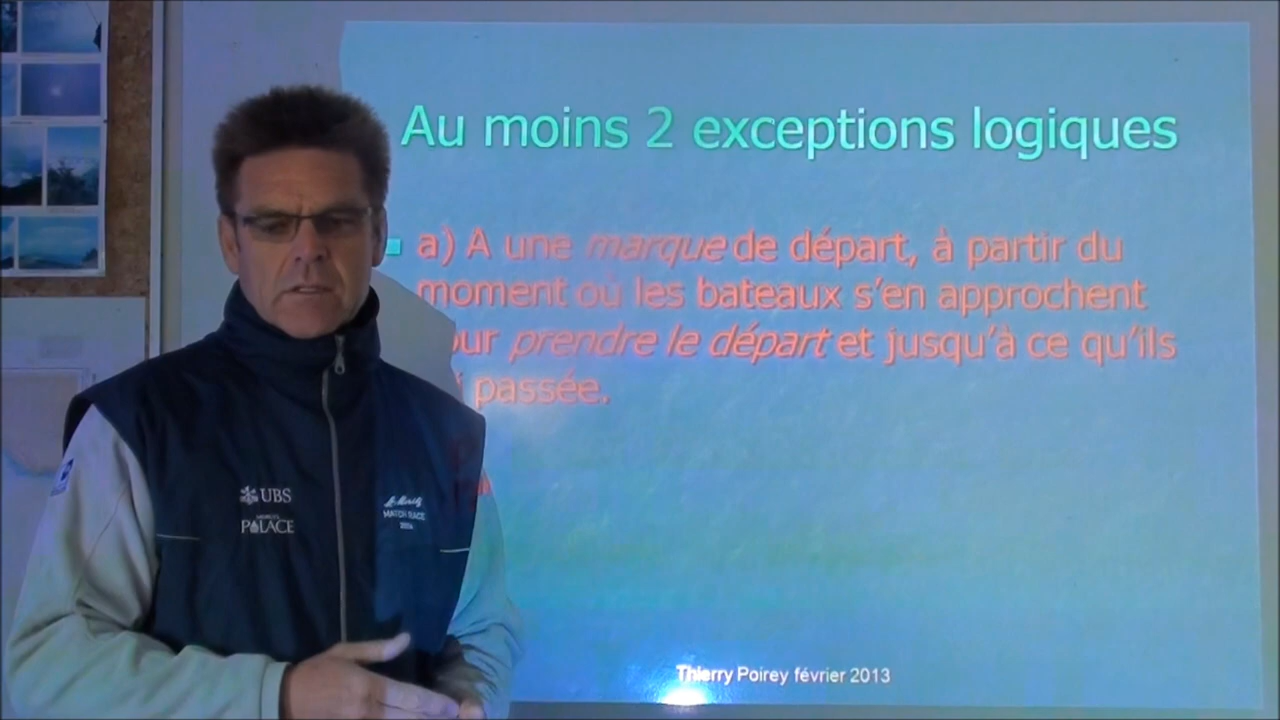 Au moins 2 exceptions logiques
a) A une marque de départ, à partir du
moment où les bateaux s'en approchent
our prendre le départ et jusqu'à ce qu'ils
i passée.
UBS
PALACE
MATCH RACE
Thierry Poirey février 2013